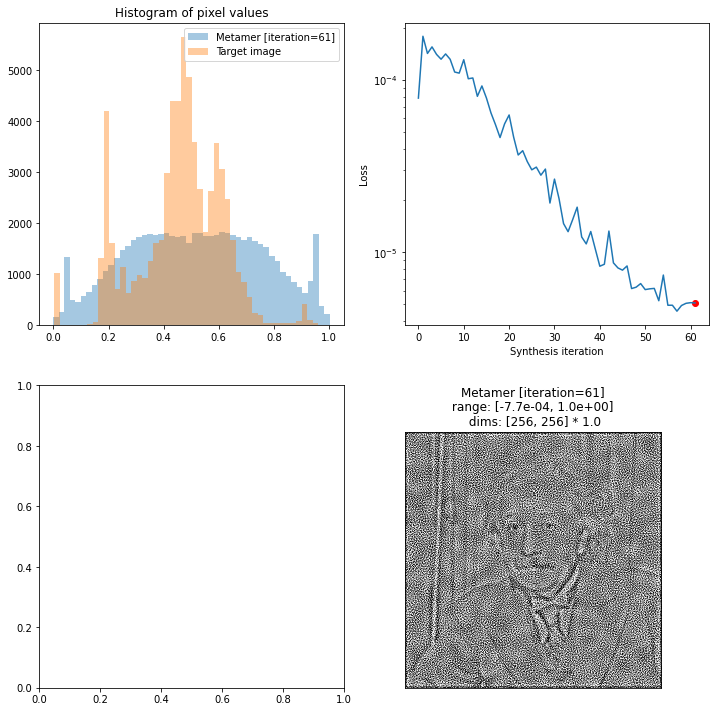 Histogram of pixel values
Metamer [iteration=61]
Target image
5000
4000
3000
2000
1000
0
0.0 0.2 0.4 0.6 0.8 1.0
Loss
10⁻⁴
10⁻⁵
0 10 20 30 40 50 60
Synthesis iteration
1.0
0.8
0.6
0.4
0.2
0.0
0.0 0.2 0.4 0.6 0.8 1.0
Metamer [iteration=61]
range: [-7.7e-04, 1.0e+00]
dims: [256, 256] * 1.0